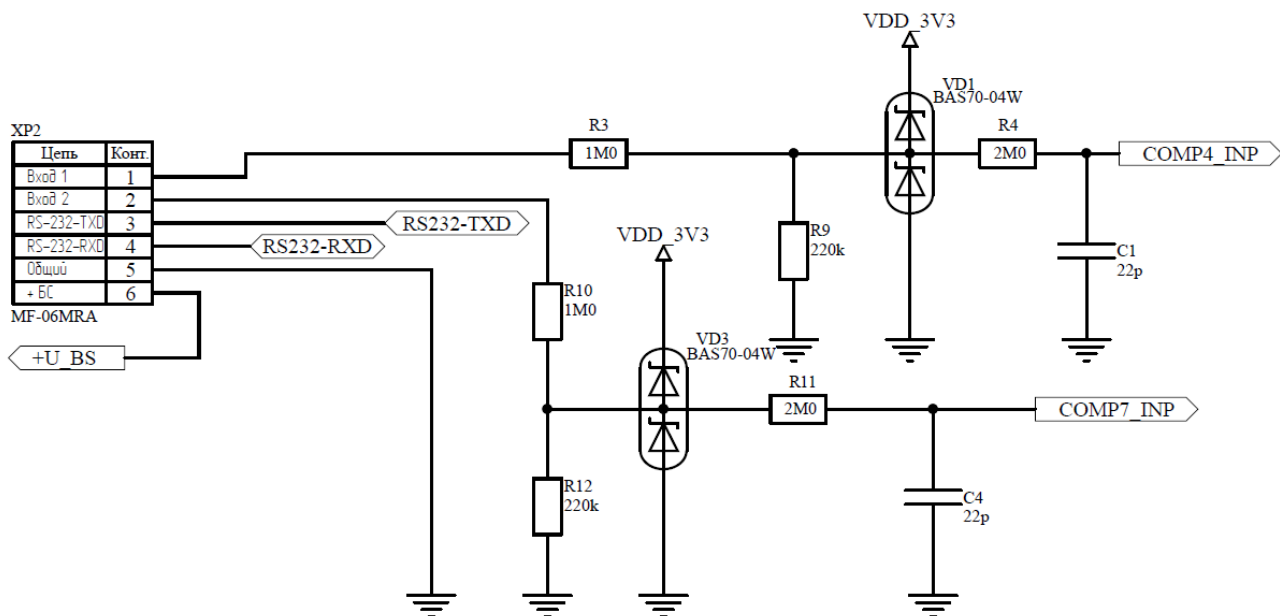 VDD_3V3
VD1
BAS70-04W
R3
1M0
R4
2M0
COMP4_INP
XP2
Цепь Конт.
Вход 1 1
Вход 2 2
RS-232-TXD 3
RS-232-RXD 4
Общий 5
+ БС 6
MF-06MRA
RS232-TXD
RS232-RXD
+U_BS
VDD_3V3
R9
220k
C1
22p
R10
1M0
VD3
BAS70-04W
R11
2M0
COMP7_INP
R12
220k
C4
22p